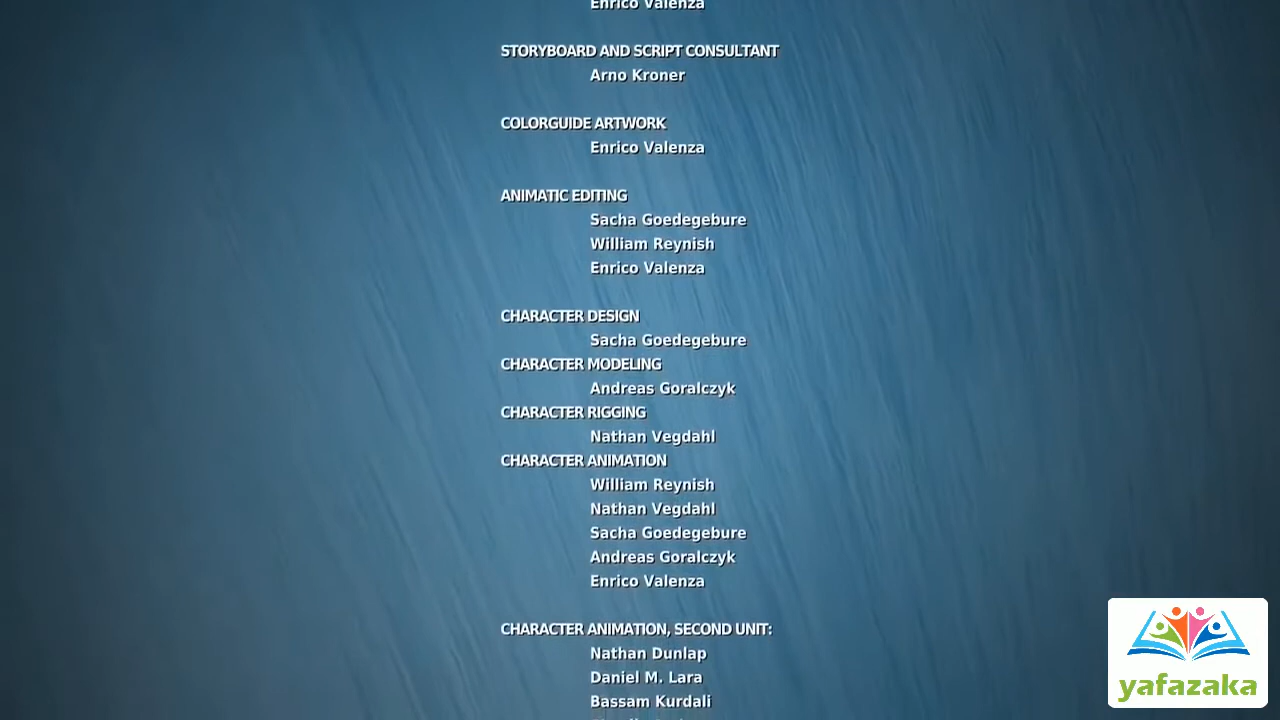 Enrico Valenza
STORYBOARD AND SCRIPT CONSULTANT
Arno Kroner
COLORGUIDE ARTWORK
Enrico Valenza
ANIMATIC EDITING
Sacha Goedegebure
William Reynish
Enrico Valenza
CHARACTER DESIGN
Sacha Goedegebure
CHARACTER MODELING
Andreas Goralczyk
CHARACTER RIGGING
Nathan Vegdahl
CHARACTER ANIMATION
William Reynish
Nathan Vegdahl
Sacha Goedegebure
Andreas Goralczyk
Enrico Valenza
CHARACTER ANIMATION, SECOND UNIT:
Nathan Dunlap
Daniel M. Lara
Bassam Kurdali
yafazaka